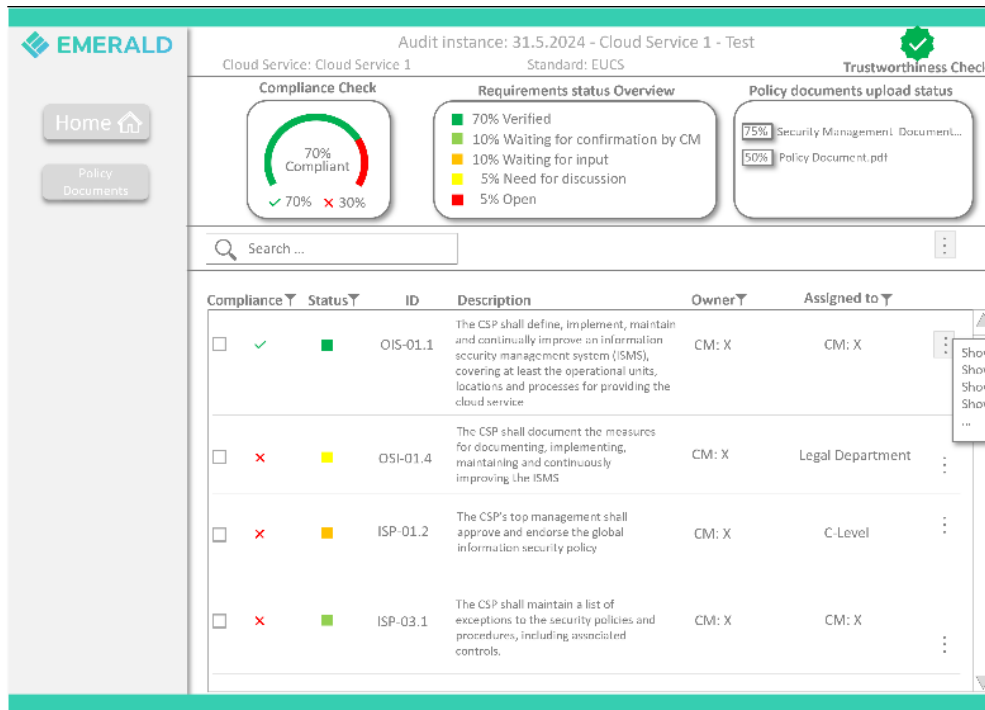 EMERALD
Audit instance: 31.5.2024 - Cloud Service 1 - Test
Cloud Service: Cloud Service 1
Standard: EUCS
Trustworthiness Check
Home
Policy
Documents
Compliance Check
70%
Compliant
70% 30%
Requirements status Overview
70% Verified
10% Waiting for confirmation by CM
10% Waiting for input
5% Need for discussion
5% Open
Policy documents upload status
75% Security Management Document...
50% Policy Document.pdf
Search ...
Compliance Status ID Description Owner Assigned to
OIS-01.1
The CSP shall define, implement, maintain
and continually improve an information
security management system (ISMS),
covering at least the operational units,
locations and processes for providing the
cloud service
CM: X
CM: X
Show
Show
Show
Show
...
OSI-01.4
The CSP shall document the measures
for documenting, implementing,
maintaining and continuously
improving the ISMS
CM: X
Legal Department
ISP-01.2
The CSP's top management shall
approve and endorse the global
information security policy
CM: X
C-Level
ISP-03.1
The CSP shall maintain a list of
exceptions to the security policies and
procedures, including associated
controls.
CM: X
CM: X